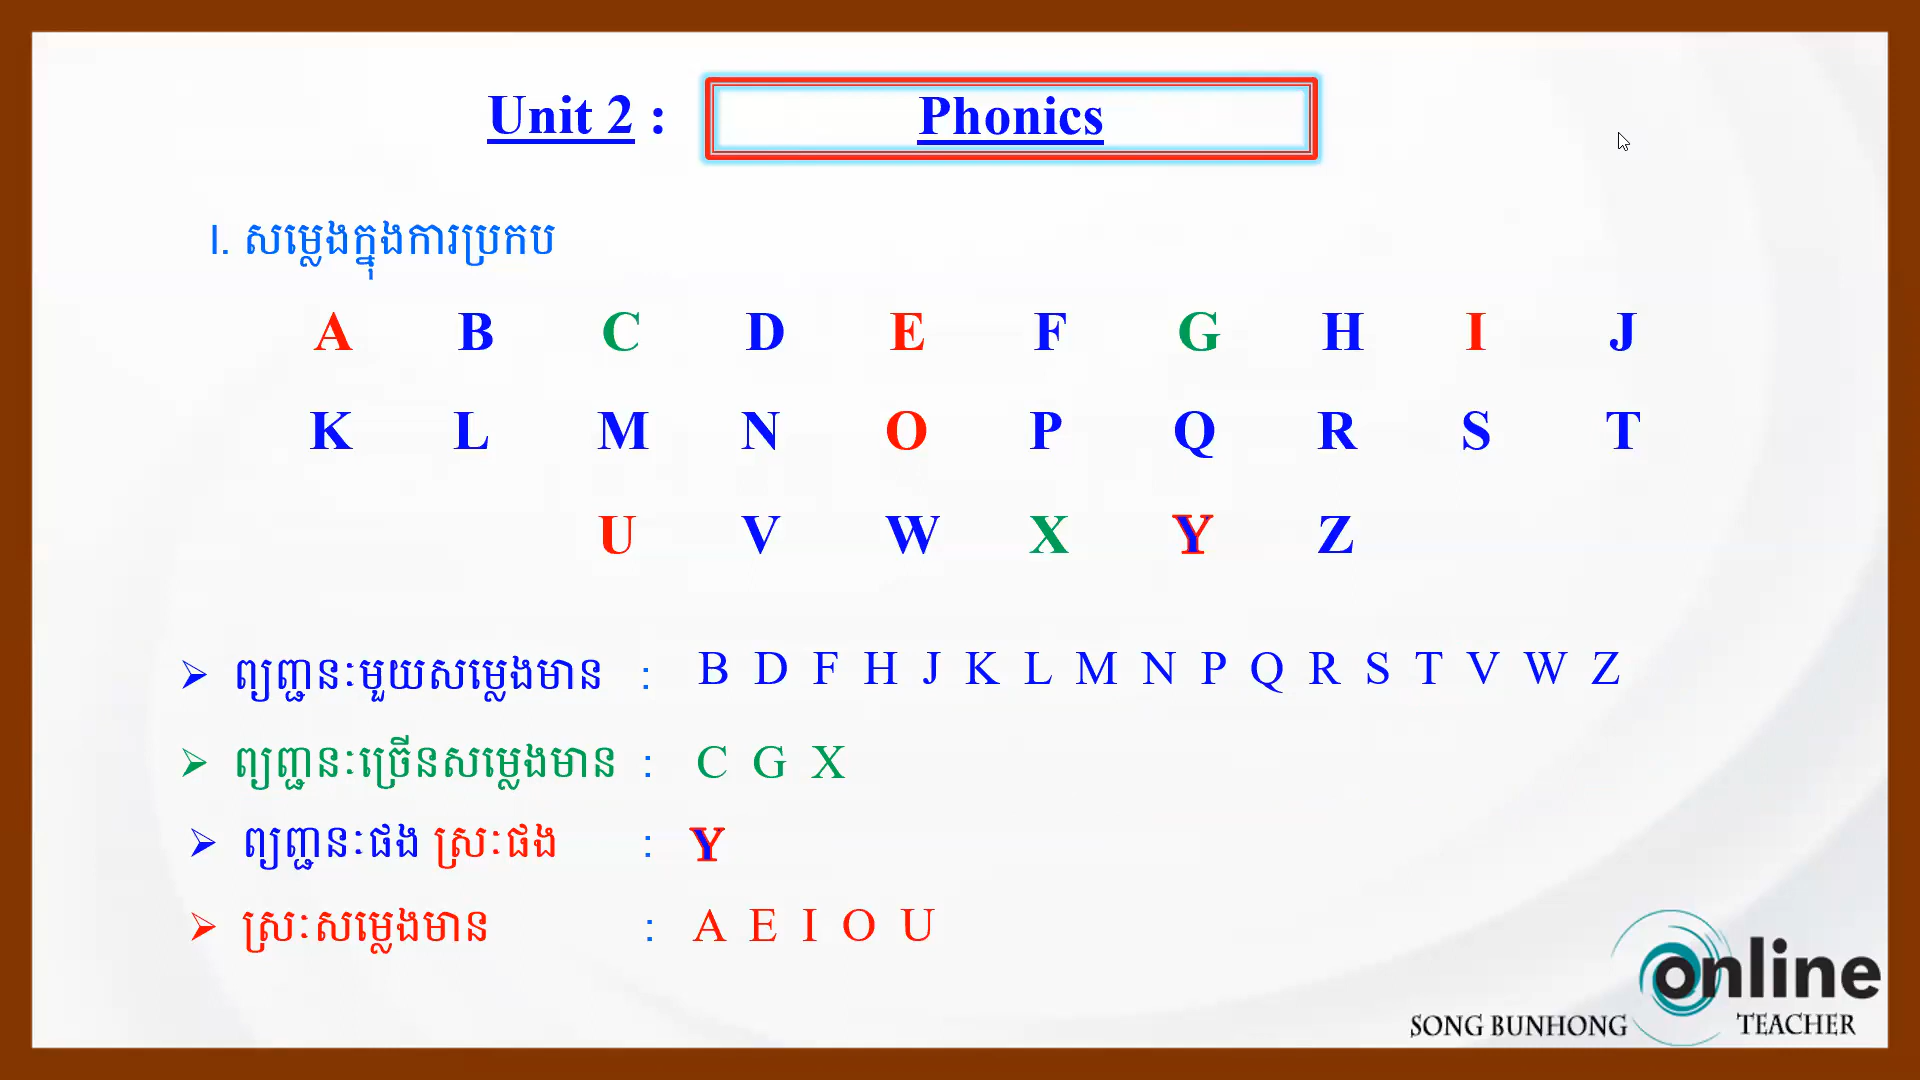 Unit 2 : Phonics
I. សម្លេងក្នុងការប្រកប
A B C D E F G H I J
K L M N O P Q R S T
U V W X Y Z
➢ ព្យញ្ជនៈមួយសម្លេងមាន : B D F H J K L M N P Q R S T V W Z
➢ ព្យញ្ជនៈច្រើនសម្លេងមាន : C G X
➢ ព្យញ្ជនៈផង ស្រៈផង : Y
➢ ស្រៈសម្លេងមាន : A E I O U
online
SONG BUNHONG TEACHER